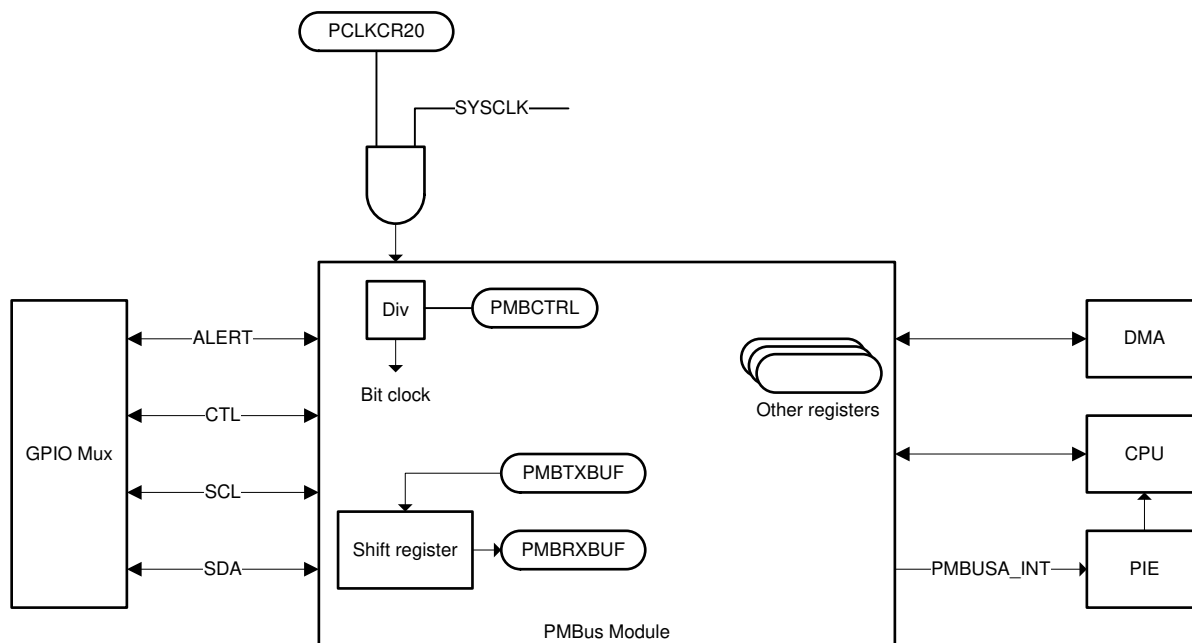 PCLKCR20
SYSCLK
Div
PMBCTRL
Bit clock
Other registers
ALERT
CTL
SCL
SDA
GPIO Mux
PMBTXBUF
Shift register
PMBRXBUF
DMA
CPU
PMBUSA_INT
PIE
PMBus Module